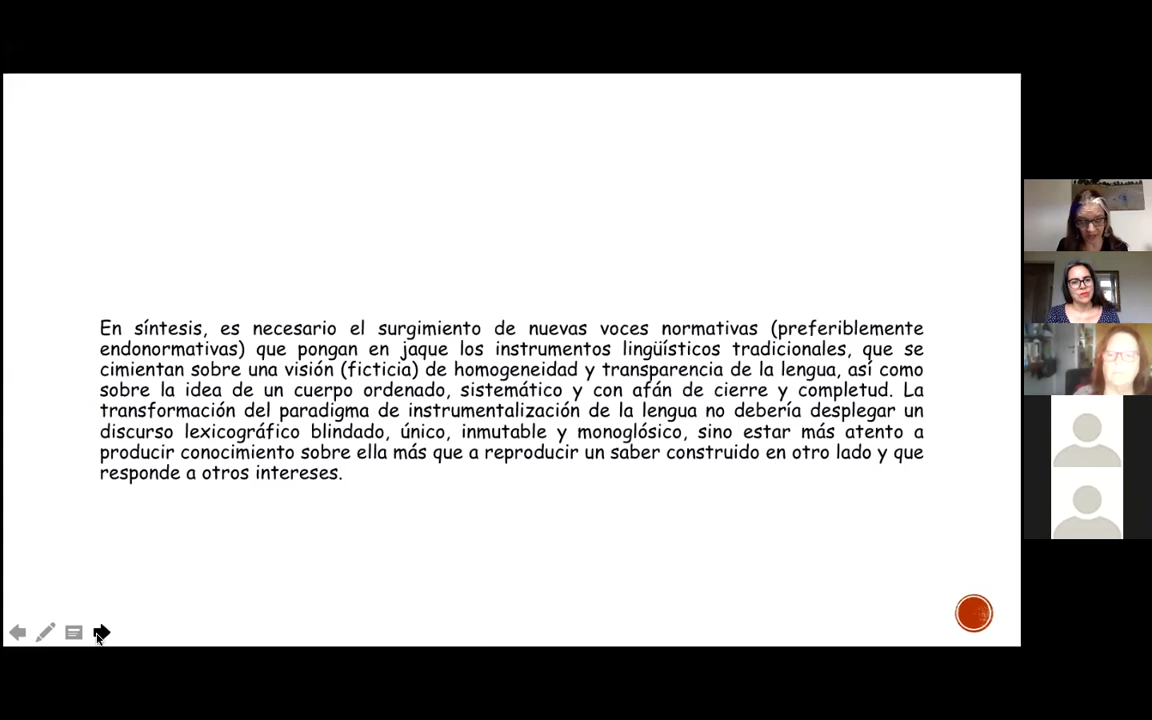 En síntesis, es necesario el surgimiento de nuevas voces normativas (preferiblemente
endonormativas) que pongan en jaque los instrumentos lingüísticos tradicionales, que se
cimientan sobre una visión (ficticia) de homogeneidad y transparencia de la lengua, así como
sobre la idea de un cuerpo ordenado, sistemático y con afán de cierre y completud. La
transformación del paradigma de instrumentalización de la lengua no debería desplegar un
discurso lexicográfico blindado, único, inmutable y monoglósico, sino estar más atento a
producir conocimiento sobre ella más que a reproducir un saber construido en otro lado y que
responde a otros intereses.